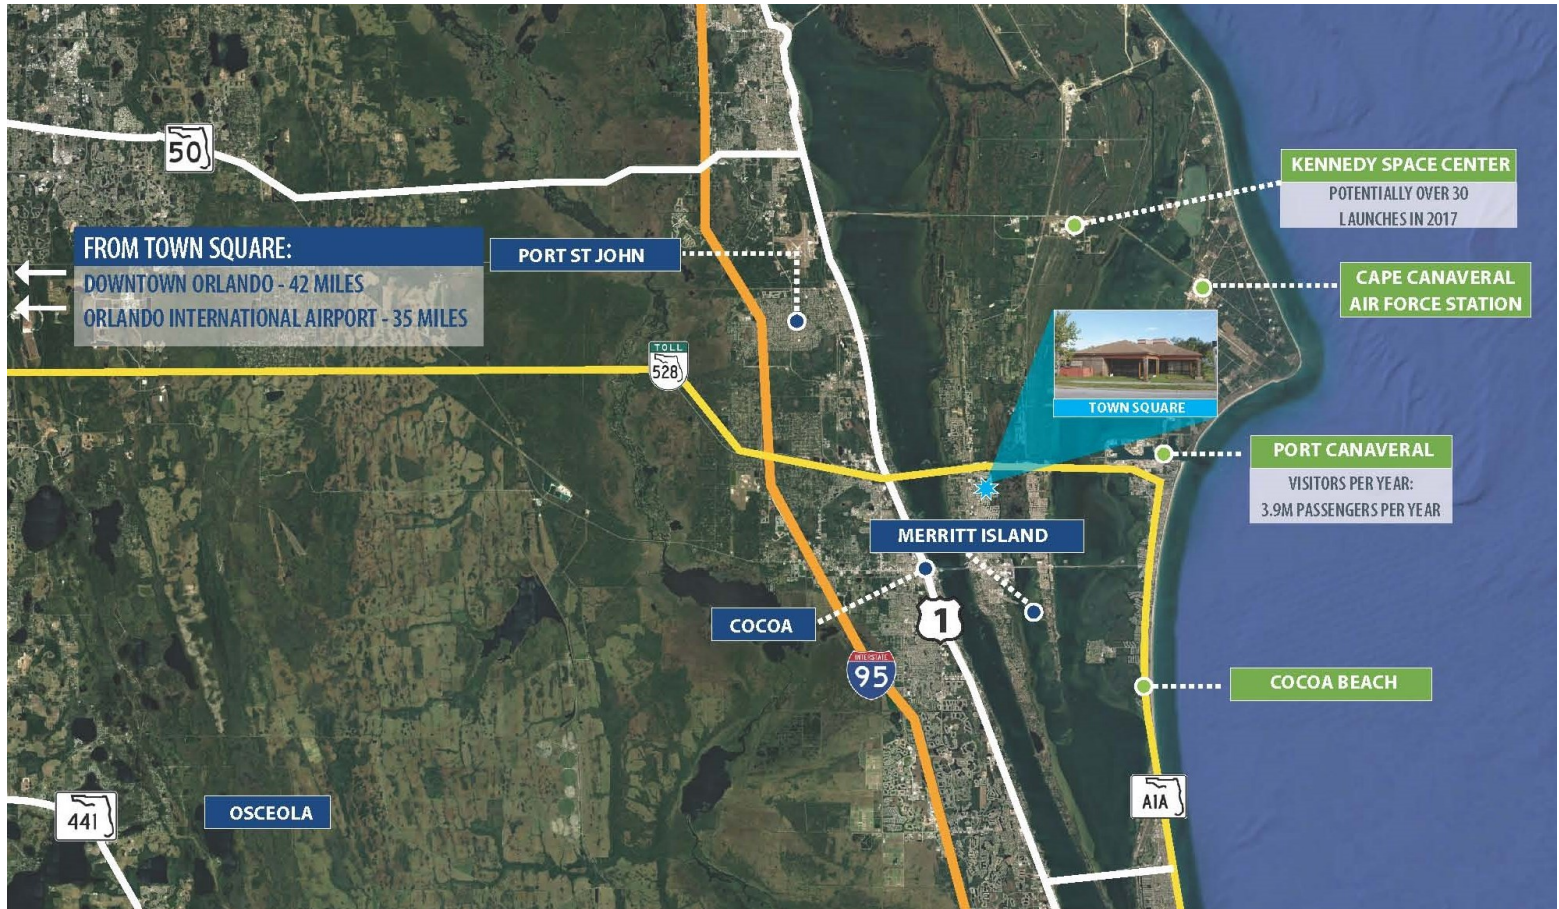 50
KENNEDY SPACE CENTER
POTENTIALLY OVER 30
LAUNCHES IN 2017
FROM TOWN SQUARE:
DOWNTOWN ORLANDO - 42 MILES
ORLANDO INTERNATIONAL AIRPORT - 35 MILES
PORT ST JOHN
CAPE CANAVERAL
AIR FORCE STATION
TOLL
528
TOWN SQUARE
PORT CANAVERAL
VISITORS PER YEAR:
3.9M PASSENGERS PER YEAR
MERRITT ISLAND
COCOA
1
INTERSTATE
95
COCOA BEACH
A1A
441
OSCEOLA